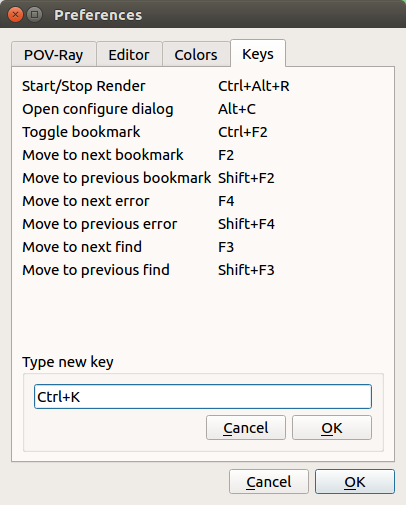 Preferences
POV-Ray Editor Colors Keys
Start/Stop Render Ctrl+Alt+R
Open configure dialog Alt+C
Toggle bookmark Ctrl+F2
Move to next bookmark F2
Move to previous bookmark Shift+F2
Move to next error F4
Move to previous error Shift+F4
Move to next find F3
Move to previous find Shift+F3
Type new key
Ctrl+K
Cancel OK
Cancel OK